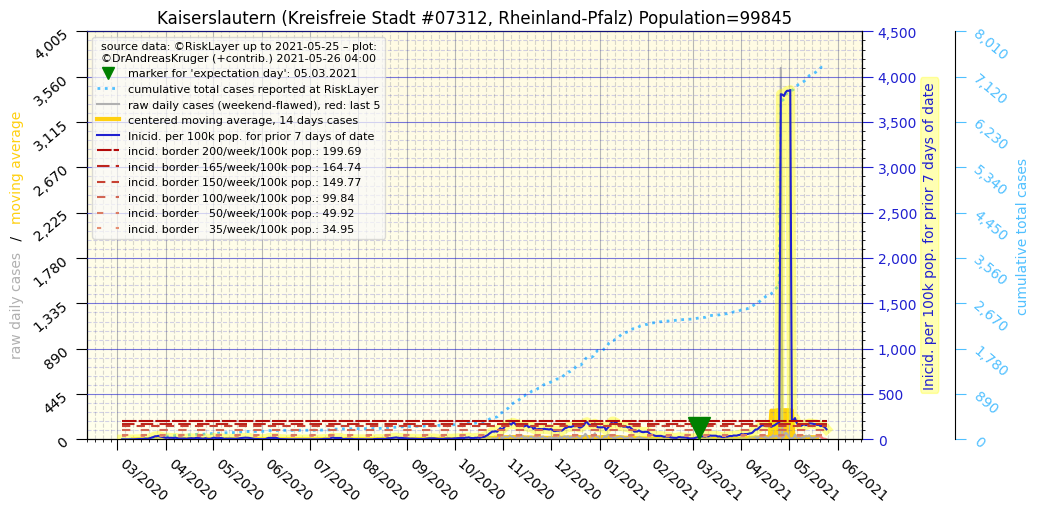 Kaiserslautern (Kreisfreie Stadt #07312, Rheinland-Pfalz) Population=99845
source data: ©RiskLayer up to 2021-05-25 – plot:
©DrAndreasKruger (+contrib.) 2021-05-26 04:00
marker for 'expectation day': 05.03.2021
cumulative total cases reported at RiskLayer
raw daily cases (weekend-flawed), red: last 5
centered moving average, 14 days cases
Inicid. per 100k pop. for prior 7 days of date
incid. border 200/week/100k pop.: 199.69
incid. border 165/week/100k pop.: 164.74
incid. border 150/week/100k pop.: 149.77
incid. border 100/week/100k pop.: 99.84
incid. border   50/week/100k pop.: 49.92
incid. border   35/week/100k pop.: 34.95
raw daily cases  /  moving average
4,005
3,560
3,115
2,670
2,225
1,780
1,335
890
445
0
4,500
4,000
3,500
3,000
2,500
2,000
1,500
1,000
500
0
Inicid. per 100k pop. for prior 7 days of date
8,010
7,120
6,230
5,340
4,450
3,560
2,670
1,780
890
0
cumulative total cases
03/2020
04/2020
05/2020
06/2020
07/2020
08/2020
09/2020
10/2020
11/2020
12/2020
01/2021
02/2021
03/2021
04/2021
05/2021
06/2021